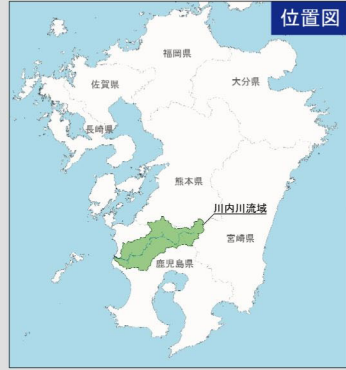 位置図
福岡県
佐賀県
大分県
長崎県
熊本県
川内川流域
宮崎県
鹿児島県